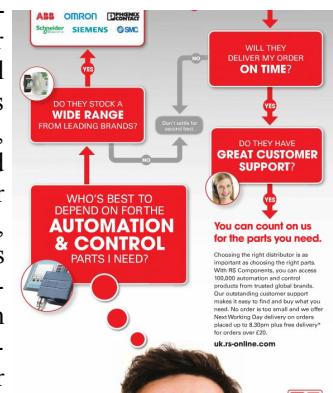 ABB OMRON PHŒNIX CONTACT
Schneider Electric SIEMENS SMC
WILL THEY
DELIVER MY ORDER
ON TIME?
NO
YES
YES
DO THEY STOCK A
WIDE RANGE
FROM LEADING BRANDS?
Don't settle for
second best.
NO
DO THEY HAVE
GREAT CUSTOMER
SUPPORT?
YES
WHO'S BEST TO
DEPEND ON FOR THE
AUTOMATION
& CONTROL
PARTS I NEED?
You can count on us
for the parts you need.
Choosing the right distributor is as
important as choosing the right parts.
With RS Components, you can access
100,000 automation and control
products from trusted global brands.
Our outstanding customer support
makes it easy to find and buy what you
need. No order is too small and we offer
Next Working Day delivery on orders
placed up to 8.30pm plus free delivery*
for orders over £20.
uk.rs-online.com